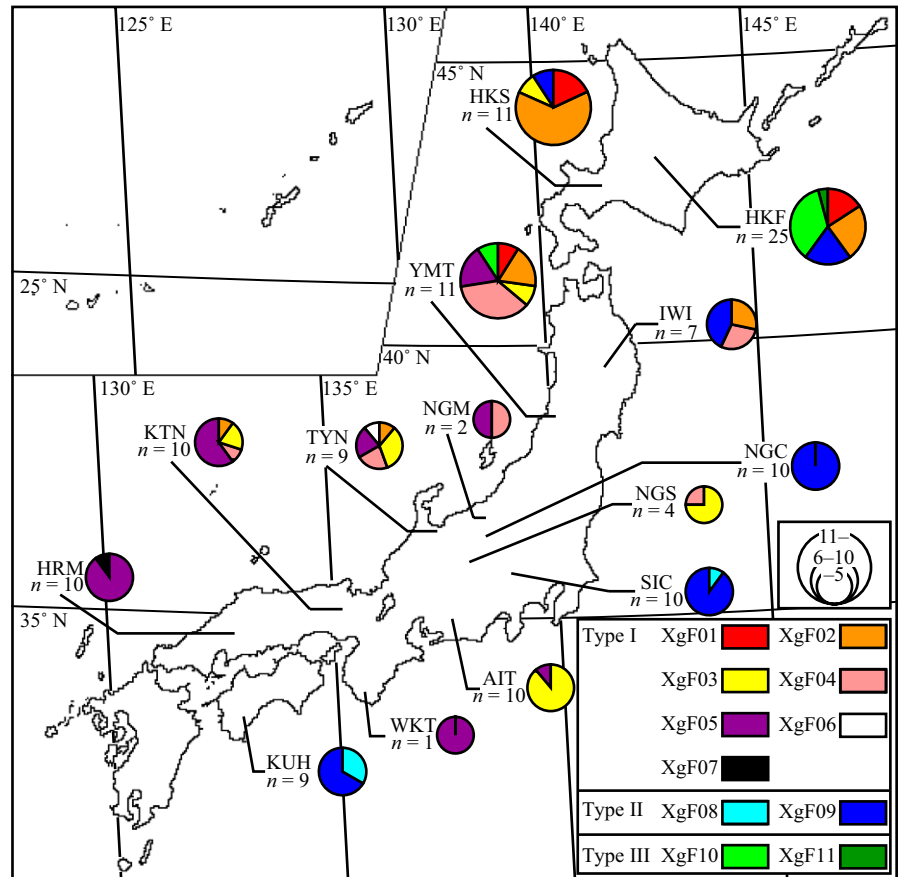 125˚ E
130˚ E
140˚ E
145˚ E
45˚ N
HKS
n = 11
HKF
n = 25
YMT
n = 11
25˚ N
IWI
n = 7
40˚ N
130˚ E
135˚ E
NGM
n = 2
KTN
n = 10
TYN
n = 9
NGC
n = 10
NGS
n = 4
11–
6–10
–5
HRM
n = 10
SIC
n = 10
35˚ N
AIT
n = 10
WKT
n = 1
KUH
n = 9
Type I XgF01 XgF02
XgF03 XgF04
XgF05 XgF06
XgF07
Type II XgF08 XgF09
Type III XgF10 XgF11